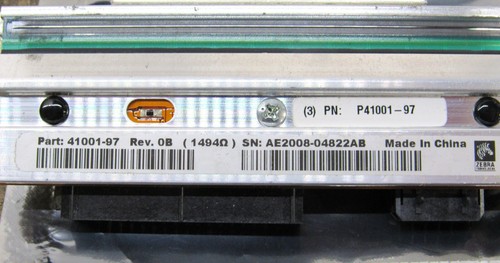 (3) PN: P41001-97
Part: 41001-97 Rev. 0B (1494Ω) SN: AE2008-04822AB Made In China
ZEBRA